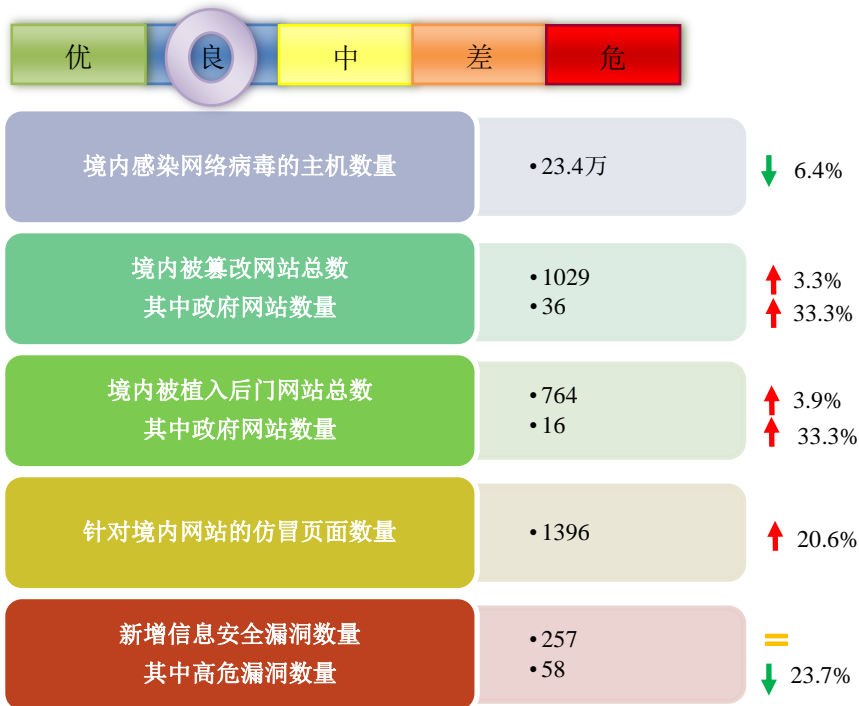 优 良 中 差 危
境内感染网络病毒的主机数量
•23.4万
6.4%
境内被篡改网站总数
其中政府网站数量
•1029
•36
3.3%
33.3%
境内被植入后门网站总数
其中政府网站数量
•764
•16
3.9%
33.3%
针对境内网站的仿冒页面数量
•1396
20.6%
新增信息安全漏洞数量
其中高危漏洞数量
•257
•58
=
23.7%